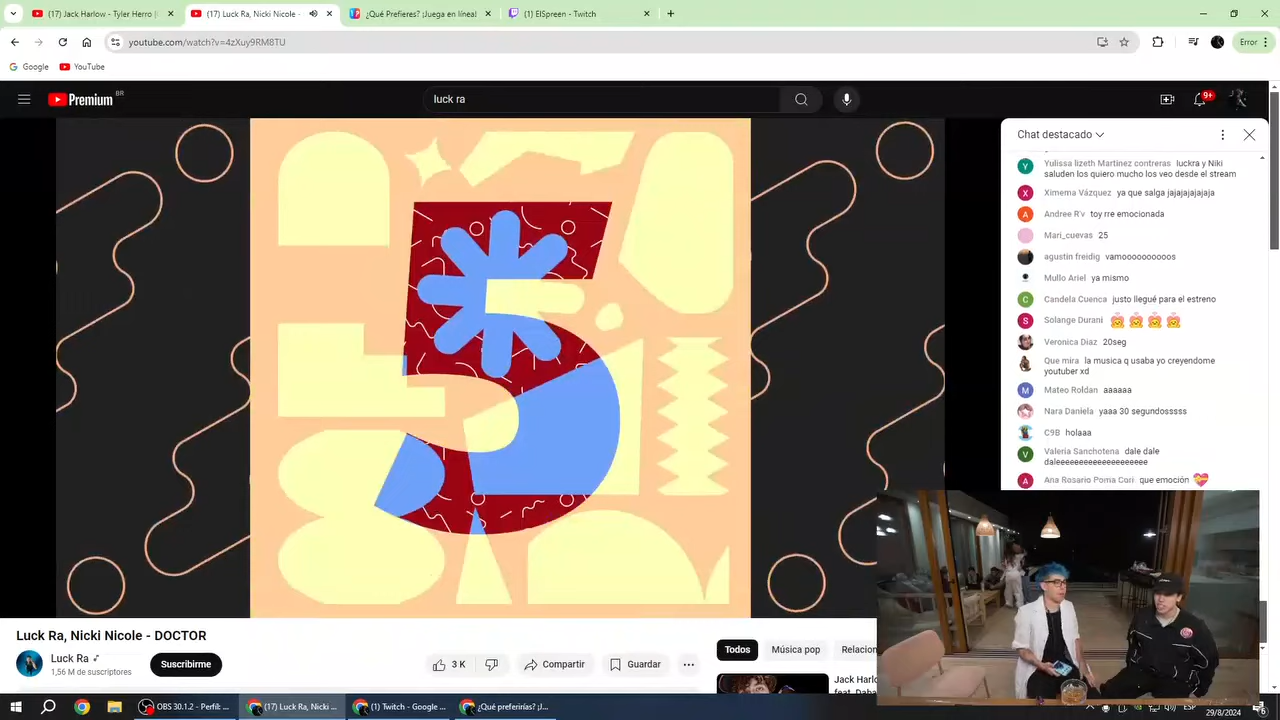 (17) Jack Harlow - Tyler Herro
(17) Luck Ra, Nicki Nicole -
¿Qué Prefieres? ¡Juega en línea!
(1) ElSpreen - Twitch
youtube.com/watch?v=4zXuy9RM8TU
Error
Google
YouTube
Premium BR
luck ra
9+
5
Chat destacado
Yulissa lizeth Martinez contreras luckra y Niki
saluden los quiero mucho los veo desde el stream
Ximema Vázquez ya que salga jajajajajaja
Andree R'v toy rre emocionada
Mari_cuevas 25
agustin freidig vamoooooooooos
Mullo Ariel ya mismo
Candela Cuenca justo llegué para el estreno
Solange Durani
Veronica Diaz 20seg
Que mira la musica q usaba yo creyendome
youtuber xd
Mateo Roldan aaaaaa
Nara Daniela yaaa 30 segundosssss
C9B holaaa
Valeria Sanchotena dale dale
daleeeeeeeeeeeeeeeeeeee
Ana Rosario Poma Cori que emoción
Luck Ra, Nicki Nicole - DOCTOR
Luck Ra
1,56 M de suscriptores
Suscribirme
3 K
Compartir
Guardar
Todos
Música pop
Relacion
Jack Harlo
feat. Daba
OBS 30.1.2 - Perfil: ...
(17) Luck Ra, Nicki ...
(1) Twitch - Google ...
¿Qué preferirías? ¡J...
ESP
29/8/2024